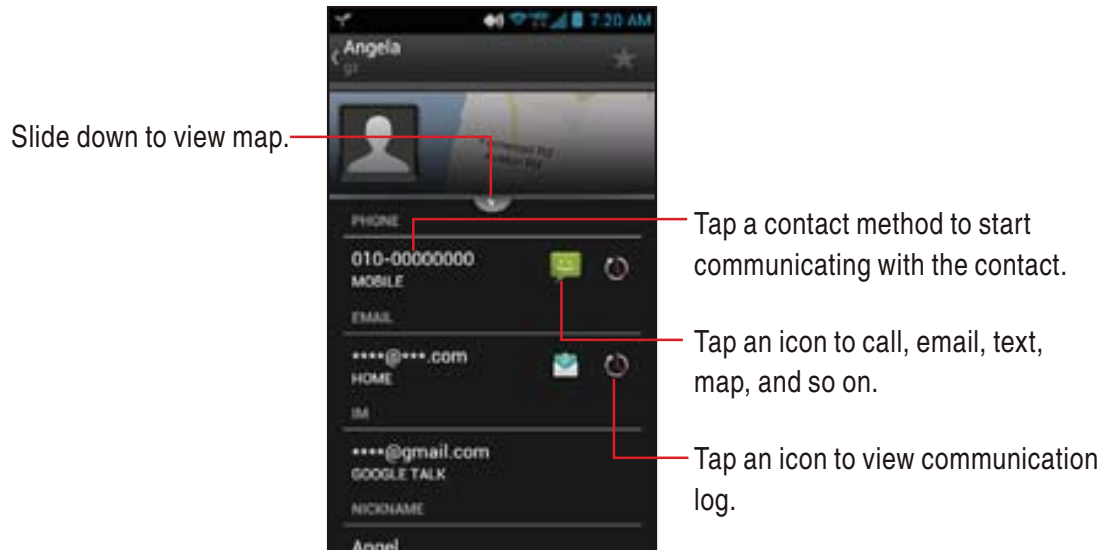 7:20 AM
Angela
Slide down to view map.
PHONE
010-00000000
MOBILE
Tap a contact method to start
communicating with the contact.
EMAIL
Tap an icon to call, email, text,
map, and so on.
****@***.com
HOME
IM
****@gmail.com
GOOGLE TALK
Tap an icon to view communication
log.
NICKNAME
Angel